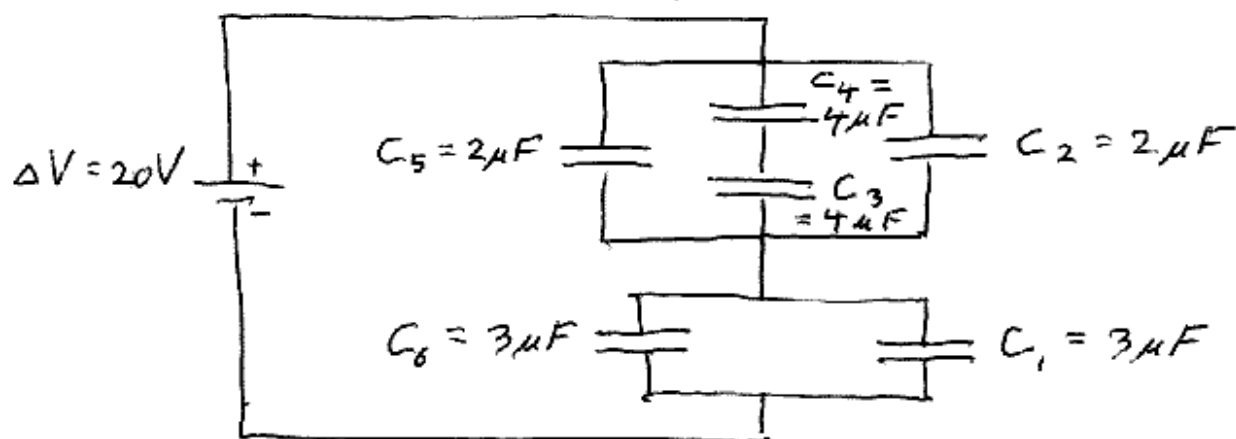 C₄ =
4μF
C₅ = 2μF
C₂ = 2μF
ΔV = 20V
+
-
C₃
= 4μF
C₆ = 3μF
C₁ = 3μF